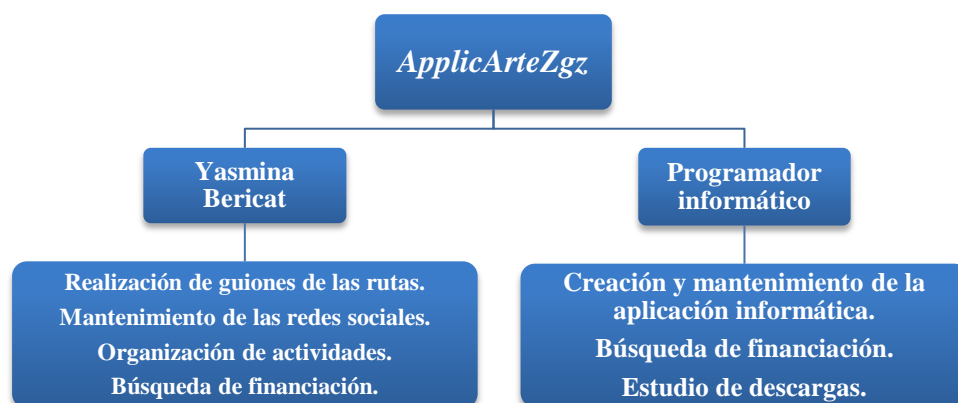 ApplicArteZgz
Yasmina
Bericat
Programador
informático
Realización de guiones de las rutas.
Mantenimiento de las redes sociales.
Organización de actividades.
Búsqueda de financiación.
Creación y mantenimiento de la
aplicación informática.
Búsqueda de financiación.
Estudio de descargas.